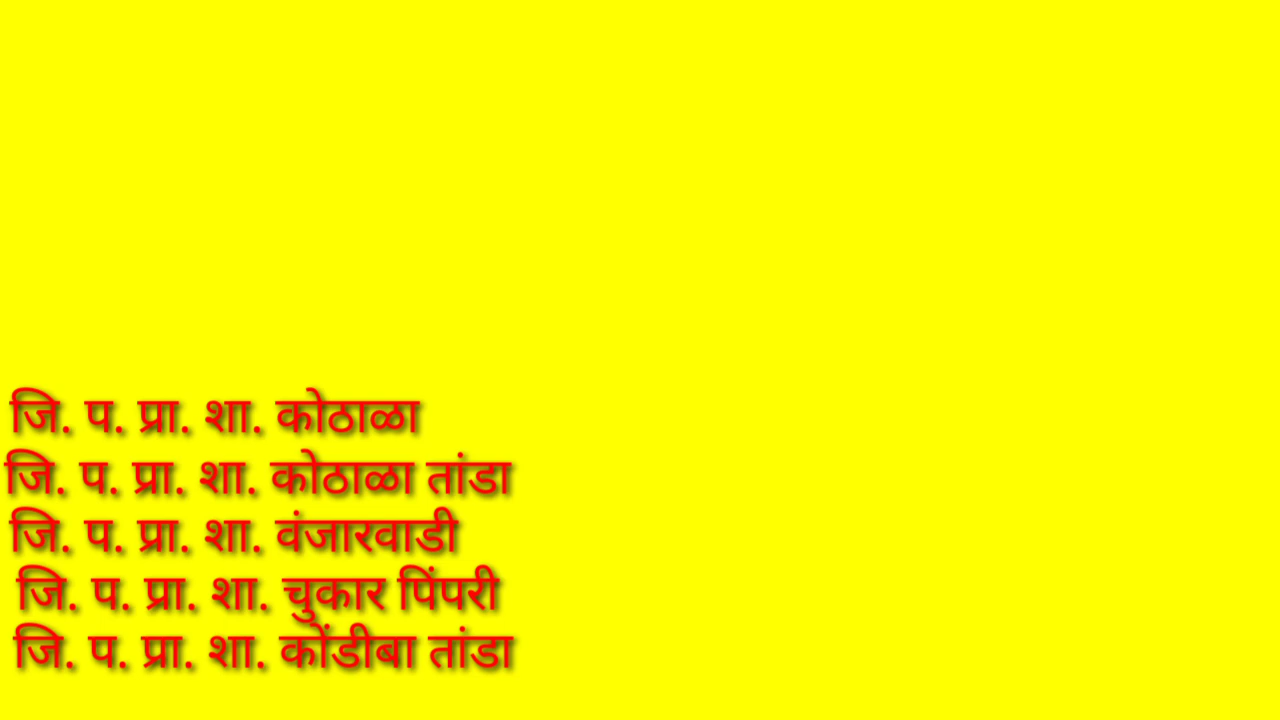 जि. प. प्रा. शा. कोठाळा
जि. प. प्रा. शा. कोठाळा तांडा
जि. प. प्रा. शा. वंजारवाडी
जि. प. प्रा. शा. चुकार पिंपरी
जि. प. प्रा. शा. कोंडीबा तांडा